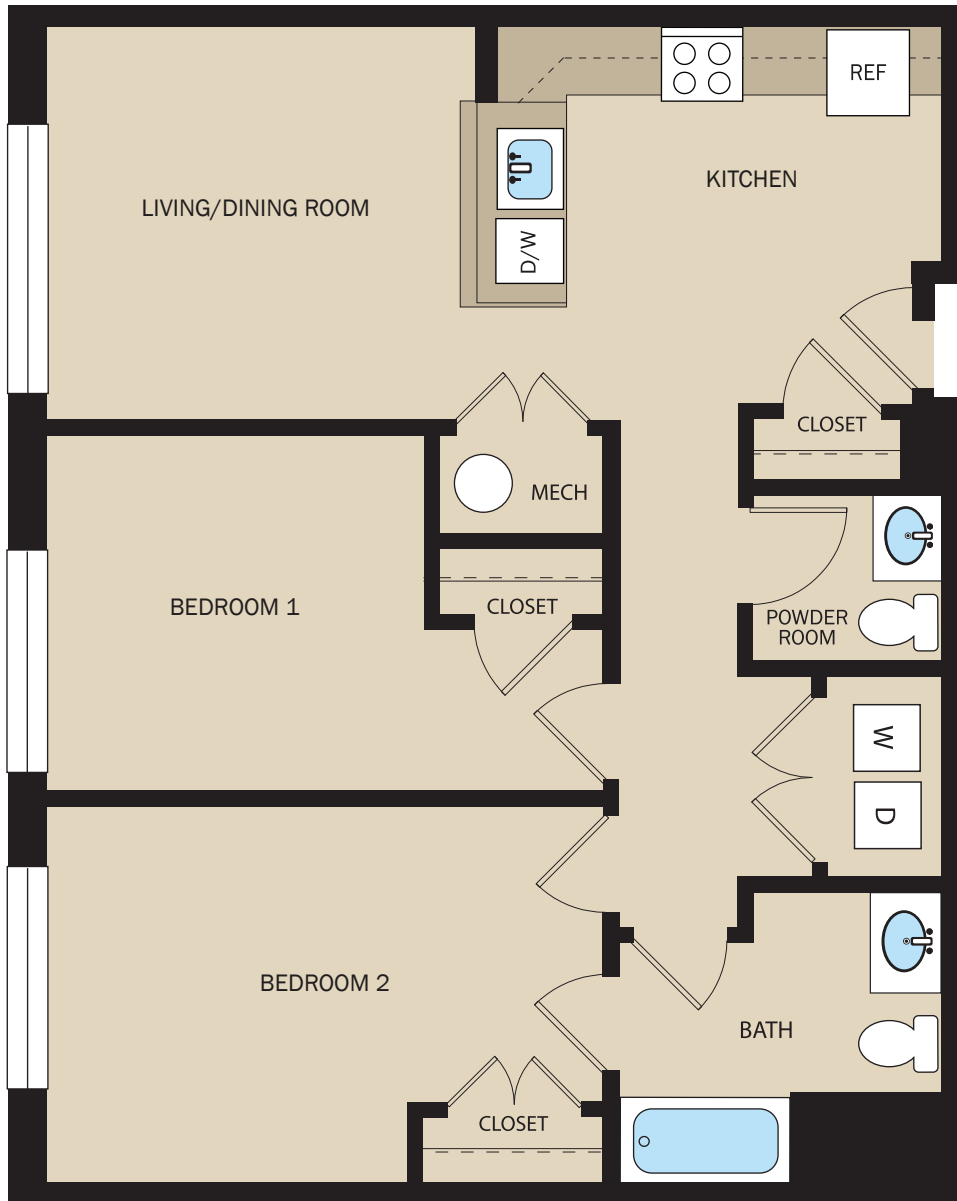 REF
KITCHEN
LIVING/DINING ROOM
D/W
CLOSET
MECH
BEDROOM 1
CLOSET
POWDER
ROOM
W
D
BEDROOM 2
BATH
CLOSET